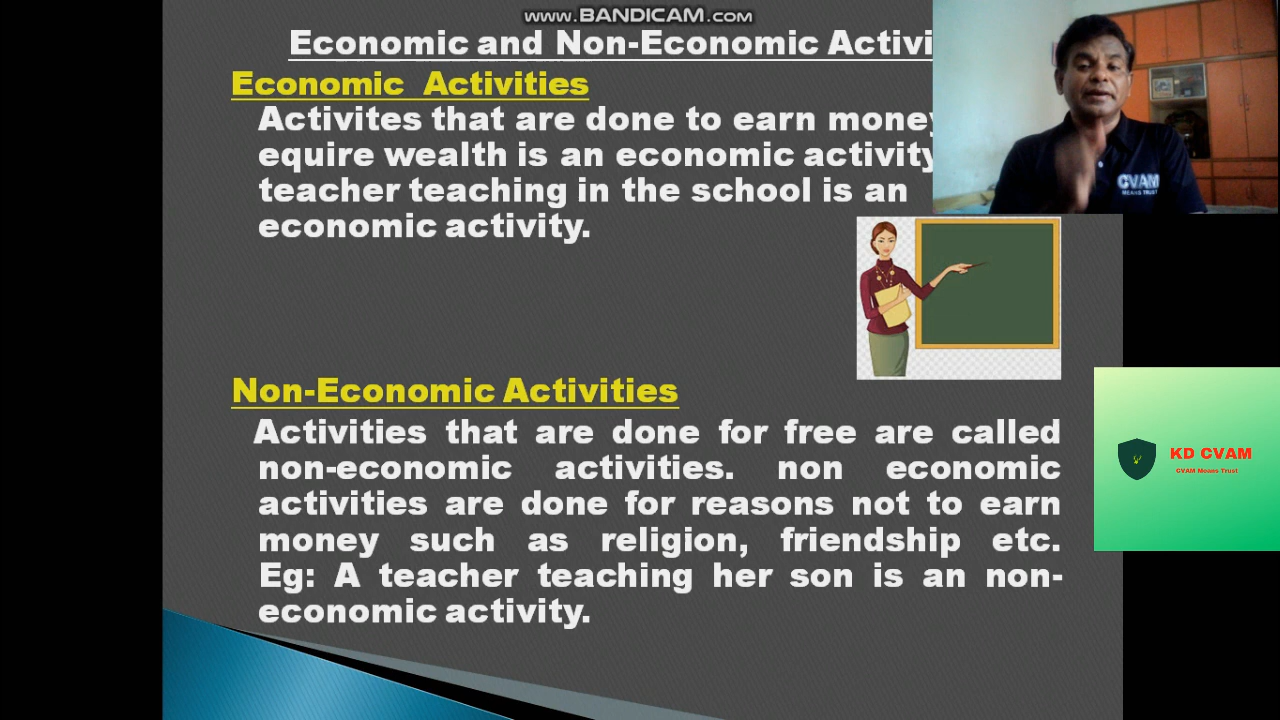 www.BANDICAM.com
Economic and Non-Economic Activi
Economic Activities
Activites that are done to earn money
equire wealth is an economic activity
teacher teaching in the school is an
economic activity.
CVAM
MEANS TRUST
Non-Economic Activities
Activities that are done for free are called
non-economic activities. non economic
activities are done for reasons not to earn
money such as religion, friendship etc.
Eg: A teacher teaching her son is an non-
economic activity.
KD CVAM
CVAM Means Trust